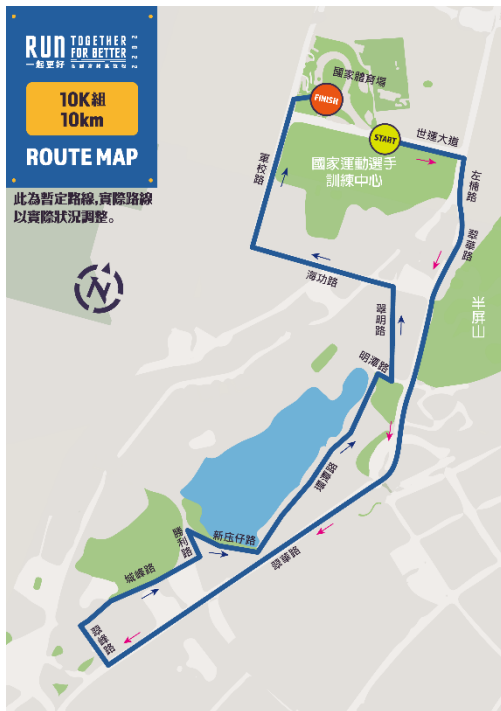 RUN TOGETHER
FOR BETTER
2022
一起更好
10K組
10km
ROUTE MAP
此為暫定路線,實際路線
以實際狀況調整。
N
國家體育場
FINISH
START
世運大道
國家運動選手
訓練中心
左楠路
軍校路
翠華路
海功路
翠明路
半屏山
明潭路
環潭路
勝利路
新庄仔路
翠華路
城峰路
翠峰路